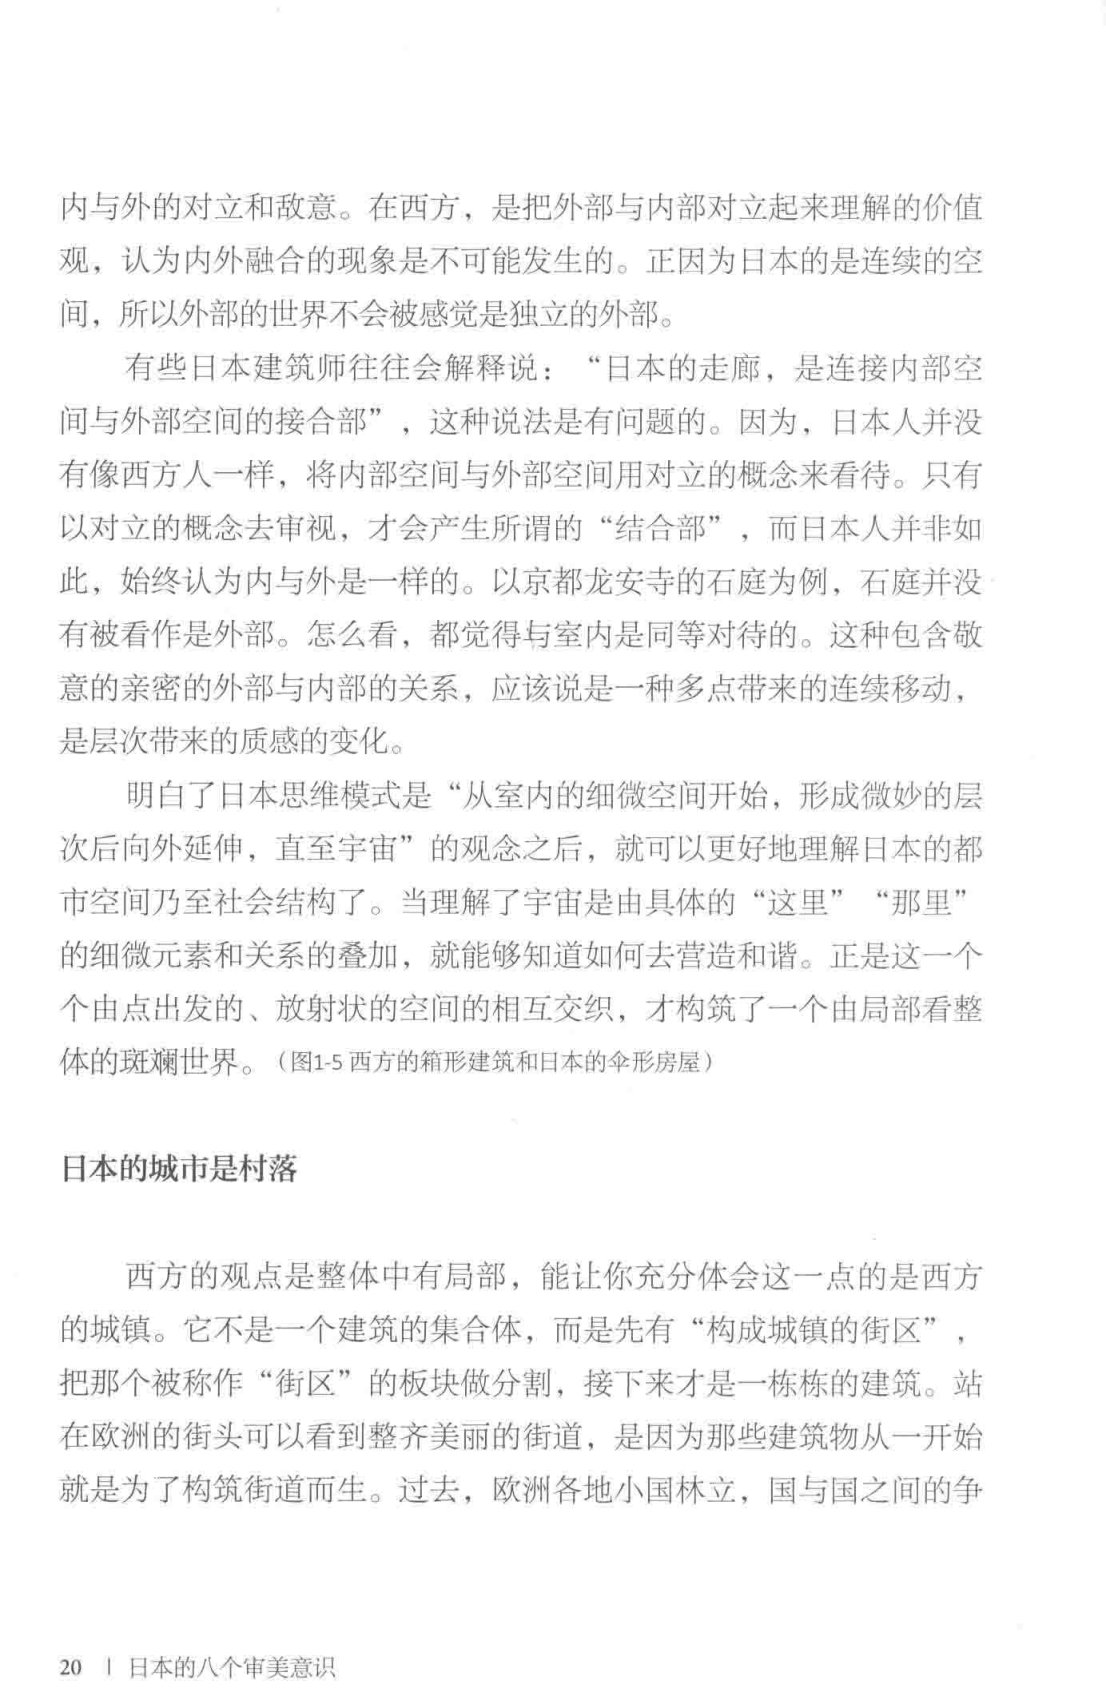 内与外的对立和敌意。在西方，是把外部与内部对立起来理解的价值
观，认为内外融合的现象是不可能发生的。正因为日本的是连续的空
间，所以外部的世界不会被感觉是独立的外部。
有些日本建筑师往往会解释说：“日本的走廊，是连接内部空
间与外部空间的接合部”，这种说法是有问题的。因为，日本人并没
有像西方人一样，将内部空间与外部空间用对立的概念来看待。只有
以对立的概念去审视，才会产生所谓的“结合部”，而日本人并非如
此，始终认为内与外是一样的。以京都龙安寺的石庭为例，石庭并没
有被看作是外部。怎么看，都觉得与室内是同等对待的。这种包含敬
意的亲密的外部与内部的关系，应该说是一种多点带来的连续移动，
是层次带来的质感的变化。
明白了日本思维模式是“从室内的细微空间开始，形成微妙的层
次后向外延伸，直至宇宙”的观念之后，就可以更好地理解日本的都
市空间乃至社会结构了。当理解了宇宙是由具体的“这里”“那里”
的细微元素和关系的叠加，就能够知道如何去营造和谐。正是这一个
个由点出发的、放射状的空间的相互交织，才构筑了一个由局部看整
体的斑斓世界。（图1-5 西方的箱形建筑和日本的伞形房屋）
日本的城市是村落
西方的观点是整体中有局部，能让你充分体会这一点的是西方
的城镇。它不是一个建筑的集合体，而是先有“构成城镇的街区”，
把那个被称作“街区”的板块做分割，接下来才是一栋栋的建筑。站
在欧洲的街头可以看到整齐美丽的街道，是因为那些建筑物从一开始
就是为了构筑街道而生。过去，欧洲各地小国林立，国与国之间的争
20 | 日本的八个审美意识